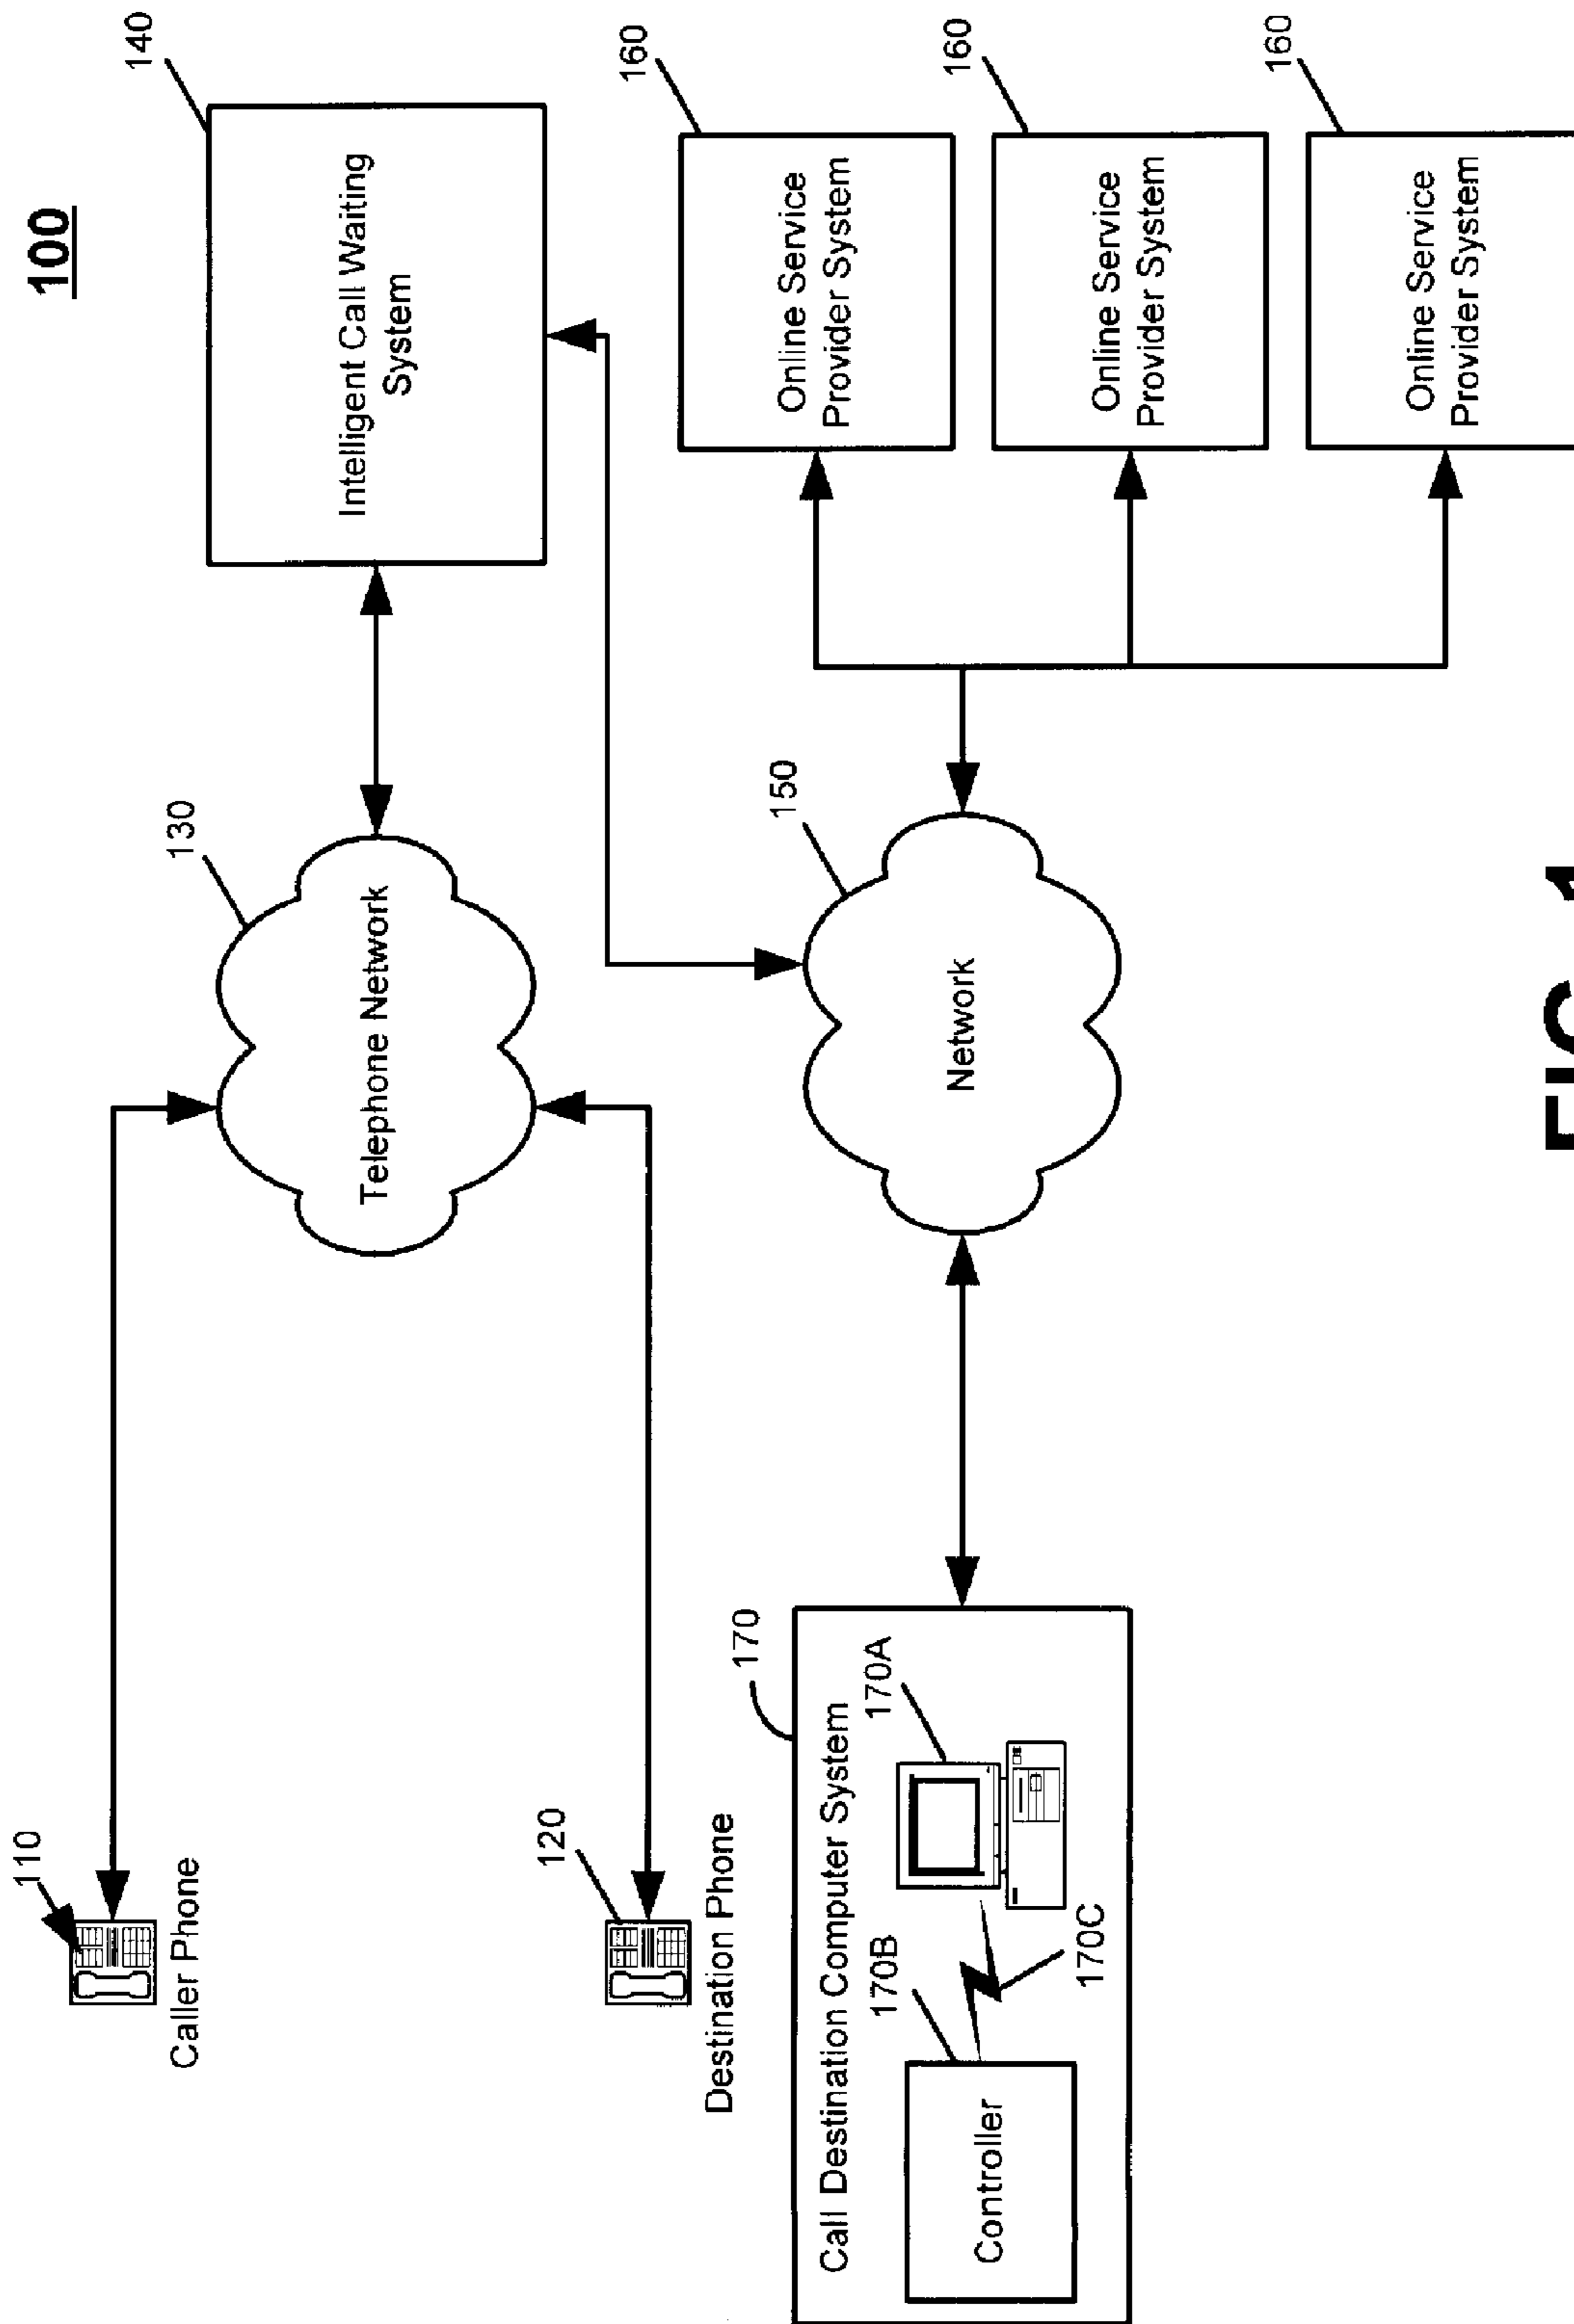 100
110
Caller Phone
130
Telephone Network
140
Intelligent Call Waiting
System
120
Destination Phone
150
Network
160
Online Service
Provider System
160
Online Service
Provider System
160
Online Service
Provider System
170
Call Destination Computer System
170A
170B
Controller
170C
FIG. 1